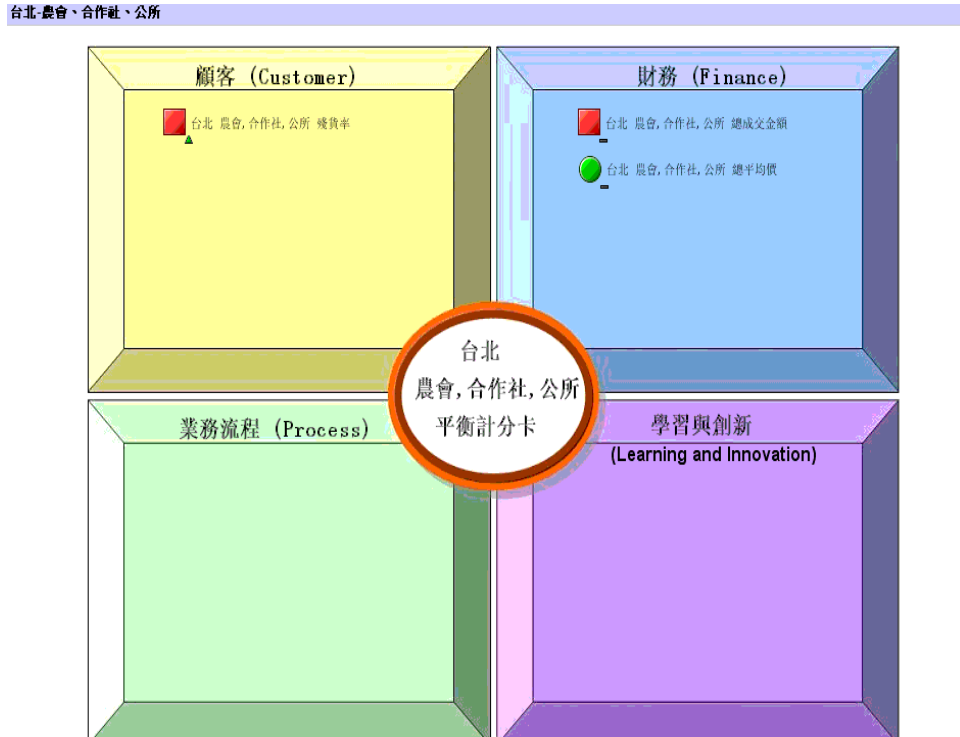 台北-農會、合作社、公所
顧客 (Customer)
台北 農會,合作社,公所 殘貨率
財務 (Finance)
台北 農會,合作社,公所 總成交金額
台北 農會,合作社,公所 總平均價
台北
農會,合作社,公所
平衡計分卡
業務流程 (Process)
學習與創新
(Learning and Innovation)